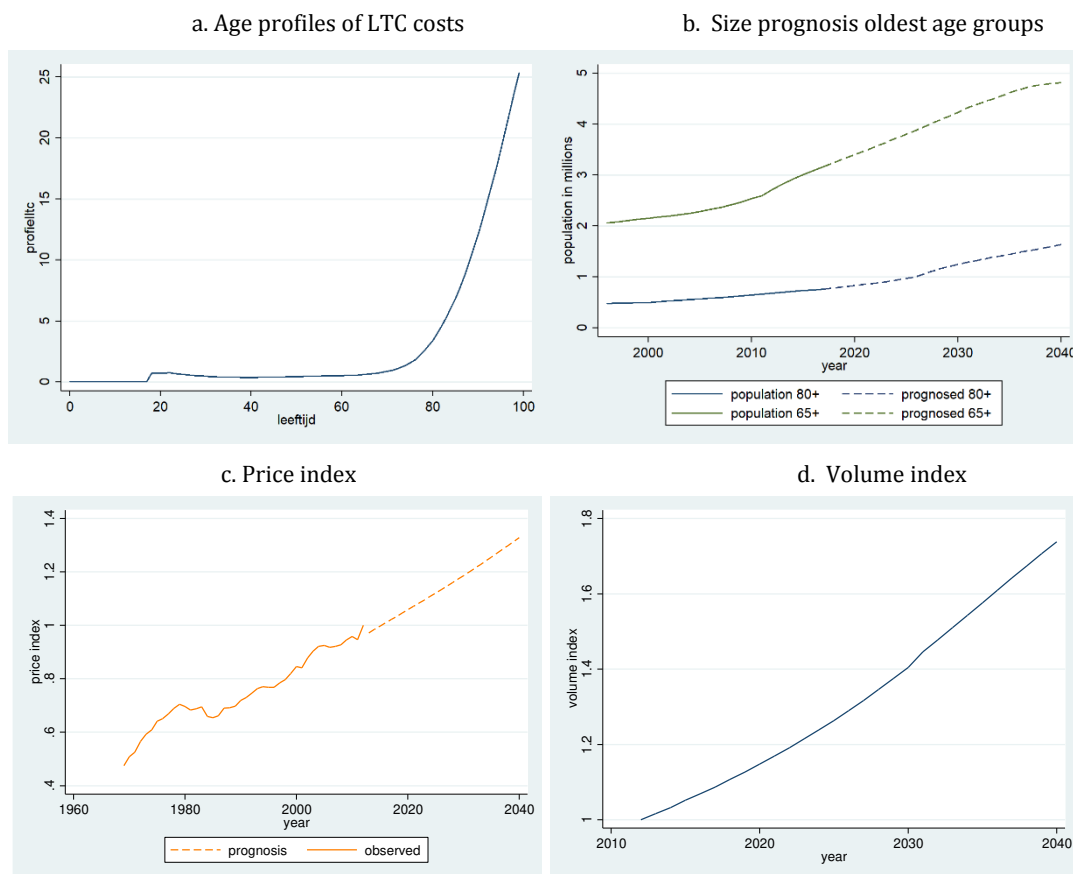 a. Age profiles of LTC costs
b. Size prognosis oldest age groups
25
20
15
10
5
0
profielltc
0 20 40 60 80 100
leeftijd
5
4
3
2
1
0
population in millions
2000 2010 2020 2030 2040
year
population 80+ prognosed 80+
population 65+ prognosed 65+
c. Price index
d. Volume index
1.4
1.2
1
.8
.6
.4
price index
1960 1980 2000 2020 2040
year
prognosis observed
1.8
1.6
1.4
1.2
1
volume index
2010 2020 2030 2040
year